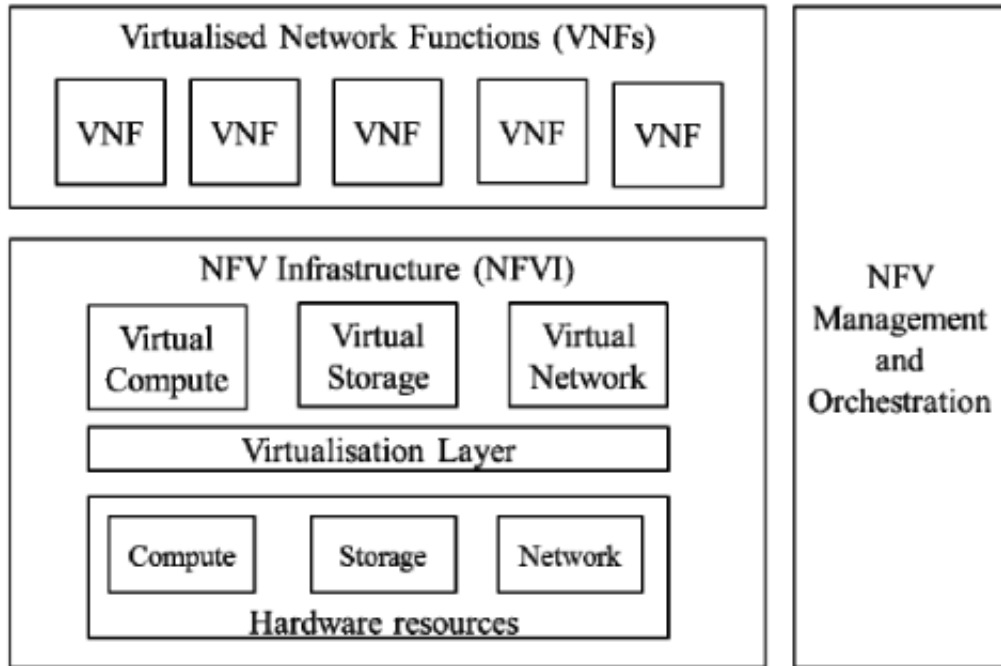 Virtualised Network Functions (VNFs)
VNF VNF VNF VNF VNF
NFV Infrastructure (NFVI)
Virtual
Compute
Virtual
Storage
Virtual
Network
Virtualisation Layer
Compute
Storage
Network
Hardware resources
NFV
Management
and
Orchestration